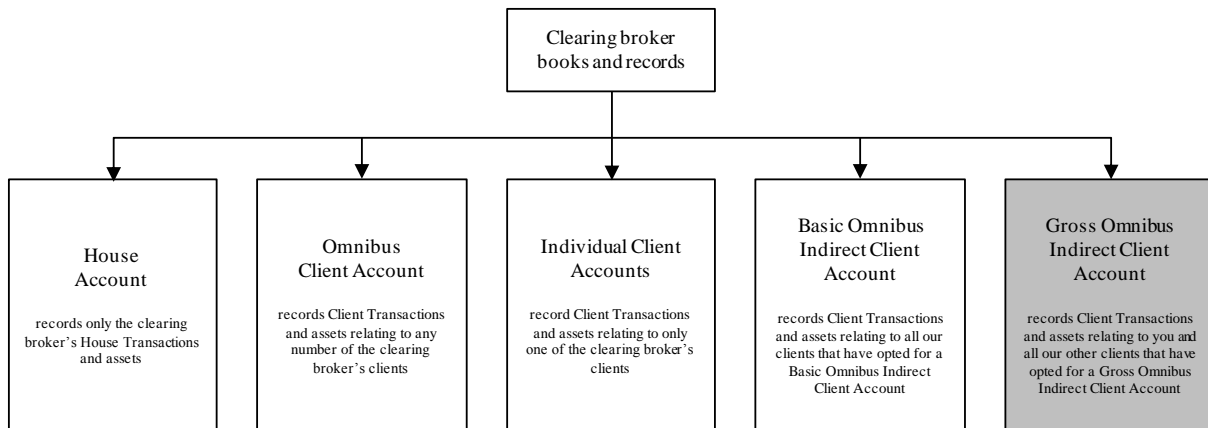 Clearing broker
books and records
House
Account
records only the clearing
broker's House Transactions
and assets
Omnibus
Client Account
records Client Transactions
and assets relating to any
number of the clearing
broker's clients
Individual Client
Accounts
record Client Transactions
and assets relating to only
one of the clearing broker's
clients
Basic Omnibus
Indirect Client
Account
records Client Transactions
and assets relating to all our
clients that have opted for a
Basic Omnibus Indirect
Client Account
Gross Omnibus
Indirect Client
Account
records Client Transactions
and assets relating to you and
all our other clients that have
opted for a Gross Omnibus
Indirect Client Account